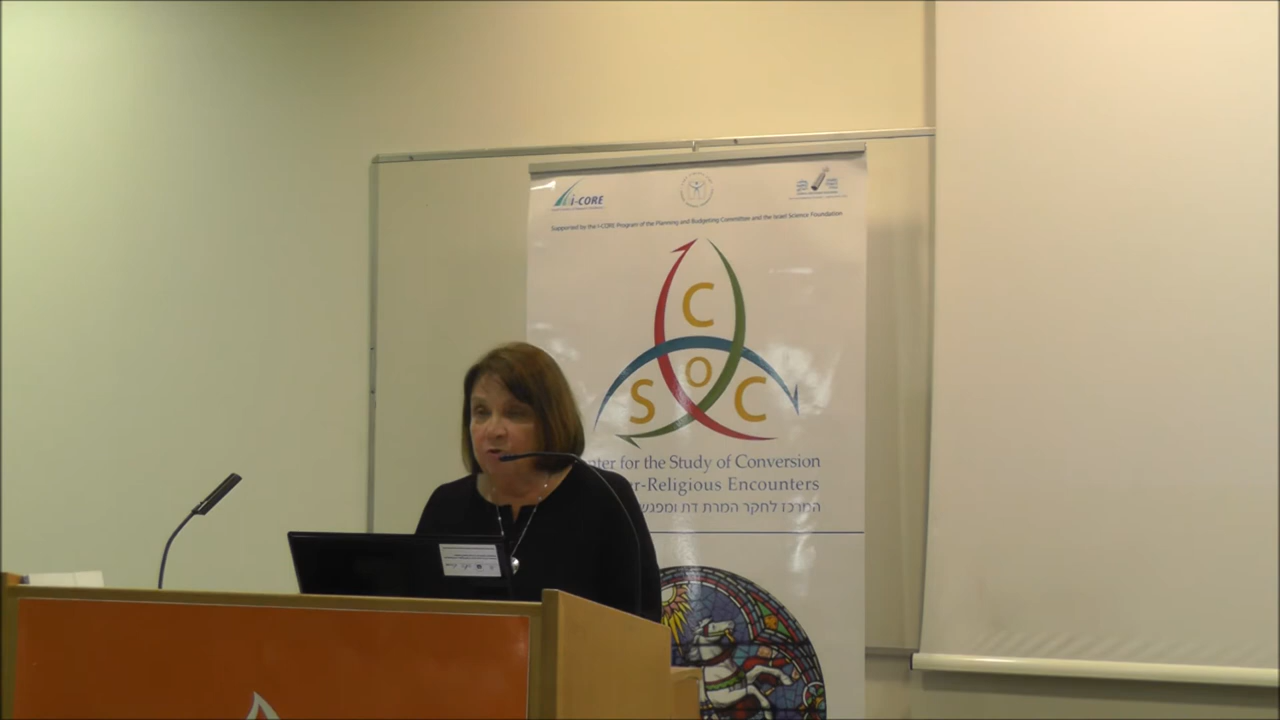 i-CORE
Supported by the I-CORE Program of the Planning and Budgeting Committee and the Israel Science Foundation
C
S O C
nter for the Study of Conversion
r-Religious Encounters
המרכז לחקר המרת דת ומפגש